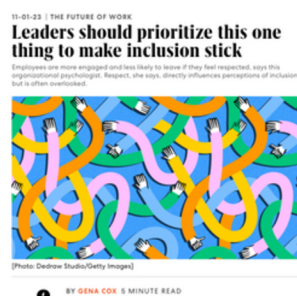 11-01-23 | THE FUTURE OF WORK
Leaders should prioritize this one
thing to make inclusion stick
Employees are more engaged and less likely to leave if they feel respected, says this
organizational psychologist. Respect, she says, directly influences perceptions of inclusion
but is often overlooked.
[Photo: Dedraw Studio/Getty Images]
BY GENA COX 5 MINUTE READ